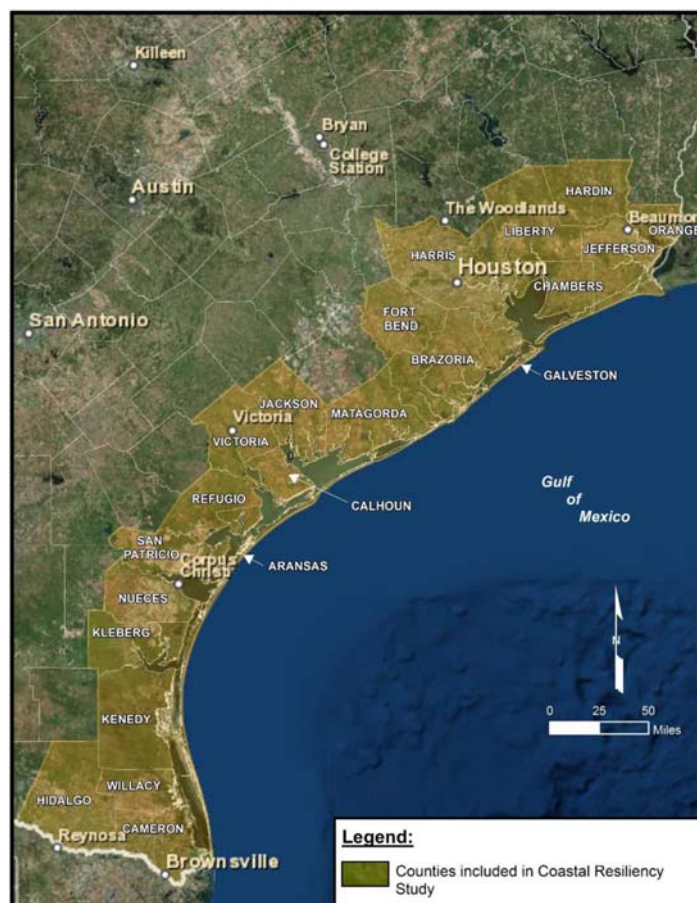 Killeen
Bryan
College
Station
Austin
HARDIN
The Woodlands
Beaumont
LIBERTY
ORANGE
HARRIS
JEFFERSON
Houston
CHAMBERS
San Antonio
FORT
BEND
BRAZORIA
GALVESTON
JACKSON
MATAGORDA
Victoria
VICTORIA
Gulf
of
Mexico
REFUGIO
CALHOUN
SAN
PATRICIO
ARANSAS
Corpus
Christi
NUECES
KLEBERG
N
0 25 50
Miles
KENEDY
WILLACY
HIDALGO
CAMERON
Reynosa
Brownsville
Legend:
Counties included in Coastal Resiliency
Study